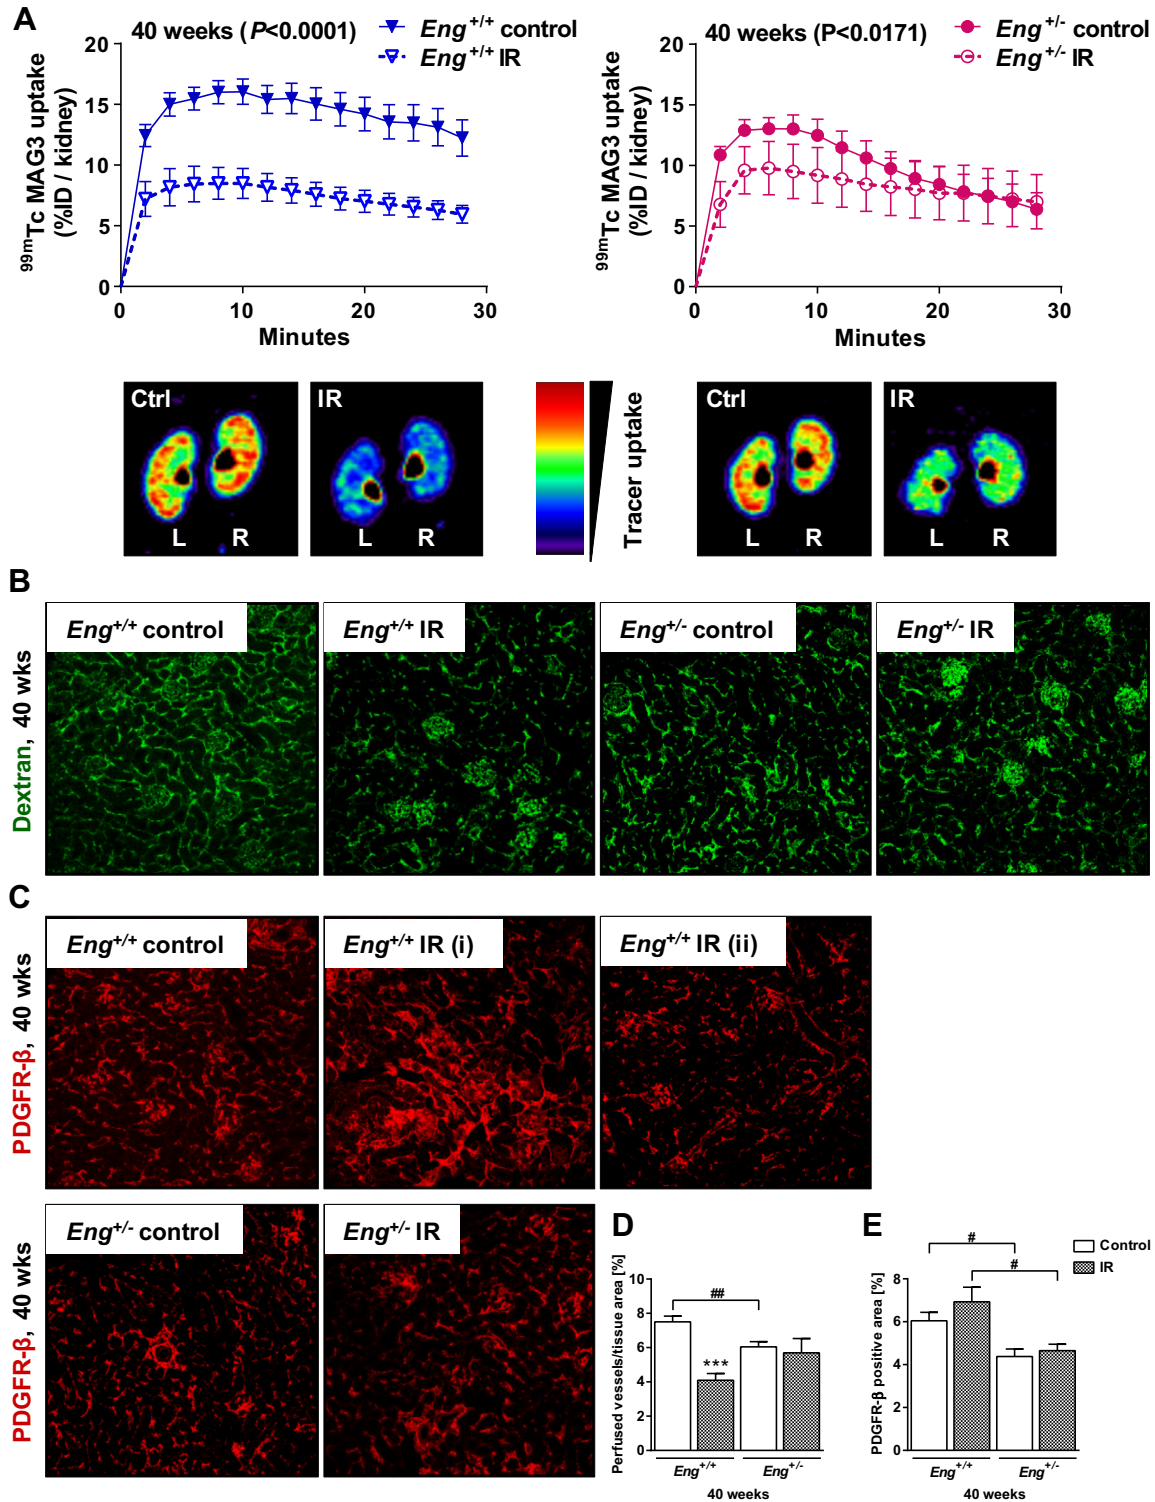 A
40 weeks (P<0.0001)
Eng+/+ control
Eng+/+ IR
20
15
10
5
0
99mTc MAG3 uptake
(%ID / kidney)
0 10 20 30
Minutes
40 weeks (P<0.0171)
Eng+/- control
Eng+/- IR
20
15
10
5
0
99mTc MAG3 uptake
(%ID / kidney)
0 10 20 30
Minutes
Ctrl
L R
IR
L R
Tracer uptake
Ctrl
L R
IR
L R
B
Dextran, 40 wks
Eng+/+ control
Eng+/+ IR
Eng+/- control
Eng+/- IR
C
PDGFR-β, 40 wks
Eng+/+ control
Eng+/+ IR (i)
Eng+/+ IR (ii)
PDGFR-β, 40 wks
Eng+/- control
Eng+/- IR
D
Perfused vessels/tissue area [%]
10
8
6
4
2
0
##
***
Eng+/+ Eng+/-
40 weeks
E
PDGFR-β positive area [%]
8
6
4
2
0
#
#
Control
IR
Eng+/+ Eng+/-
40 weeks